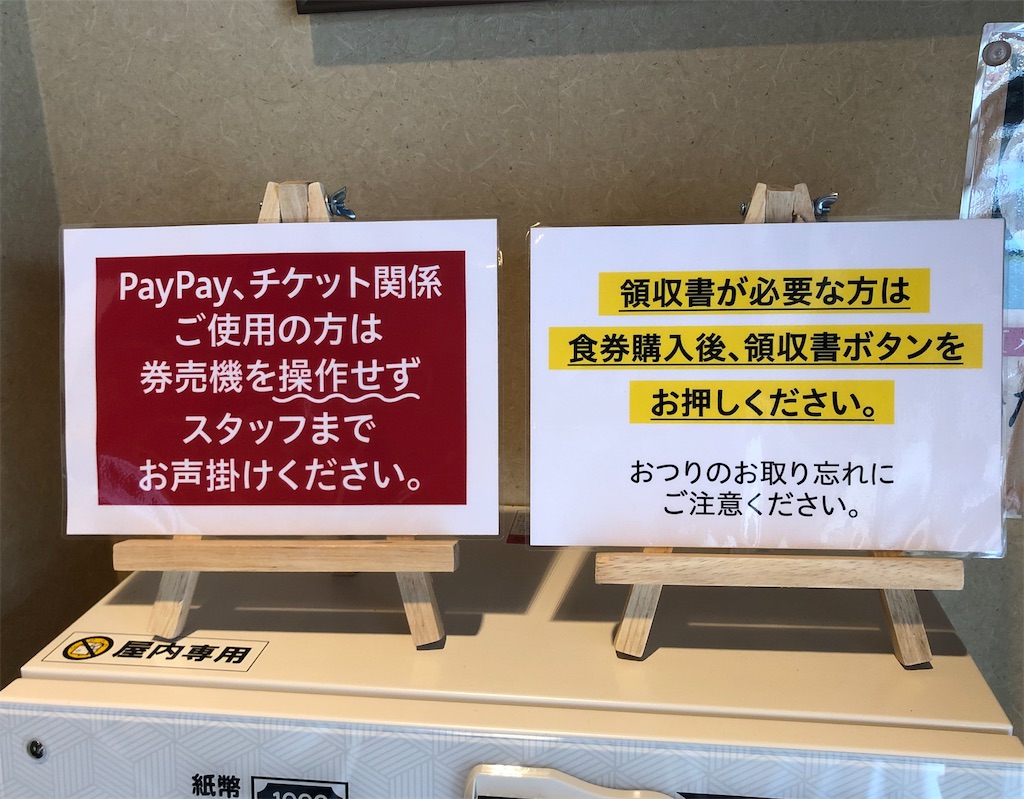 PayPay、チケット関係
ご使用の方は
券売機を操作せず
スタッフまで
お声掛けください。
領収書が必要な方は
食券購入後、領収書ボタンを
お押しください。
おつりのお取り忘れに
ご注意ください。
屋内専用
紙幣
1000